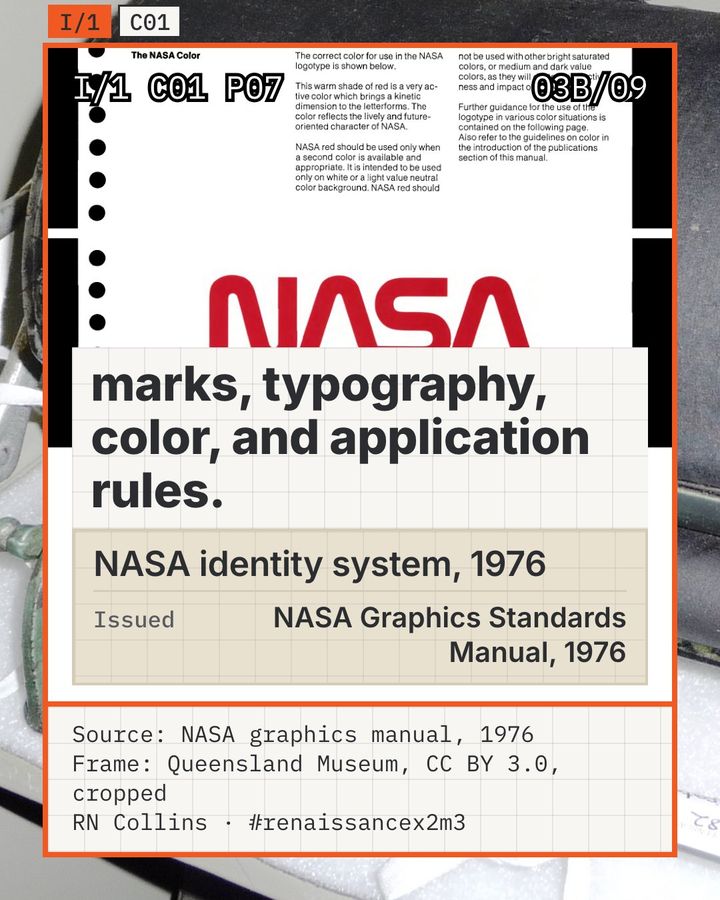 I/1 C01
The NASA Color
The correct color for use in the NASA
logotype is shown below.
This warm shade of red is a very ac-
tive color which brings a kinetic
dimension to the letterforms. The
color reflects the lively and future-
oriented character of NASA.
NASA red should be used only when
a second color is available and
appropriate. It is intended to be used
only on white or a light value neutral
color background. NASA red should
not be used with other bright saturated
colors, or medium and dark value
colors, as they will
ness and impact o
Further guidance for the use of the
logotype in various color situations is
contained on the following page.
Also refer to the guidelines on color in
the introduction of the publications
section of this manual.
I/1 C01 P07
03B/09
NASA
marks, typography,
color, and application
rules.
NASA identity system, 1976
Issued NASA Graphics Standards
Manual, 1976
Source: NASA graphics manual, 1976
Frame: Queensland Museum, CC BY 3.0,
cropped
RN Collins · #renaissancex2m3